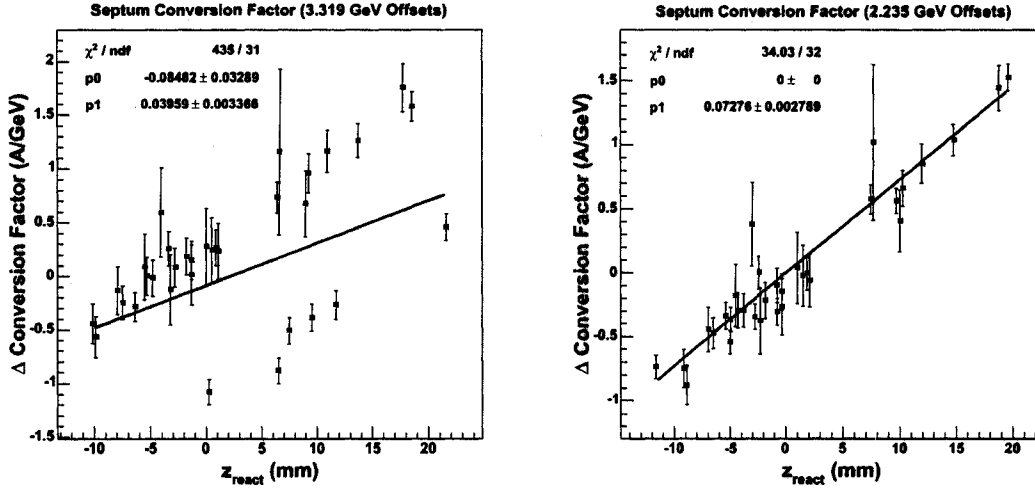 Septum Conversion Factor (3.319 GeV Offsets)
χ² / ndf 435 / 31
p0 -0.08482 ± 0.03289
p1 0.03959 ± 0.003366
Δ Conversion Factor (A/GeV)
2
1.5
1
0.5
0
-0.5
-1
-1.5
-10 -5 0 5 10 15 20
z_react (mm)
Septum Conversion Factor (2.235 GeV Offsets)
χ² / ndf 34.03 / 32
p0 0 ± 0
p1 0.07276 ± 0.002789
Δ Conversion Factor (A/GeV)
1.5
1
0.5
0
-0.5
-1
-10 -5 0 5 10 15 20
z_react (mm)